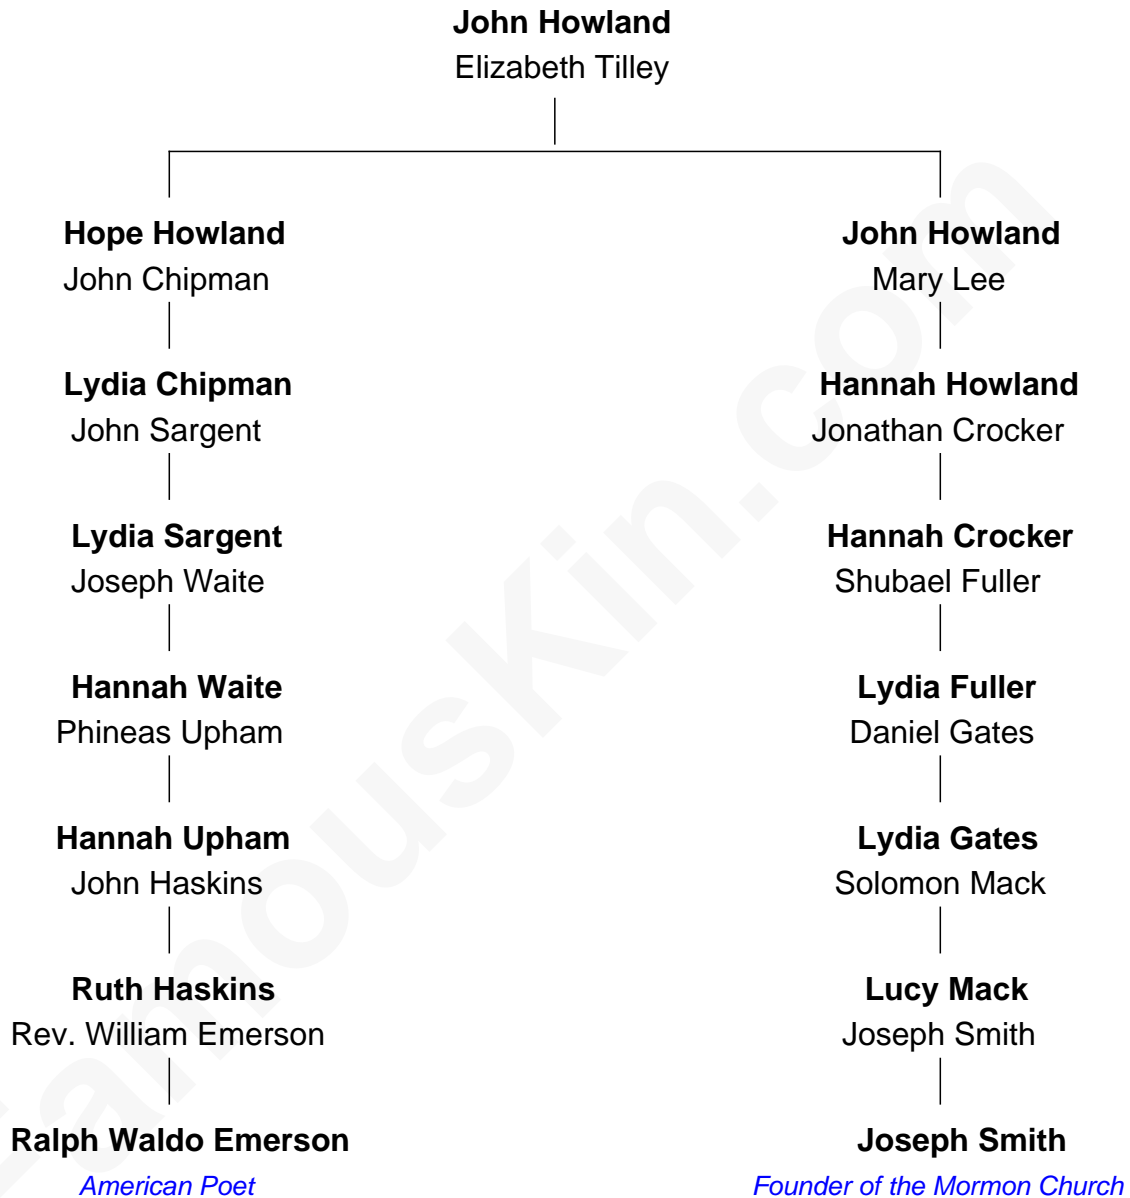 John Howland
Elizabeth Tilley
Hope Howland
John Chipman
John Howland
Mary Lee
Lydia Chipman
John Sargent
Hannah Howland
Jonathan Crocker
Lydia Sargent
Joseph Waite
Hannah Crocker
Shubael Fuller
Hannah Waite
Phineas Upham
Lydia Fuller
Daniel Gates
Hannah Upham
John Haskins
Lydia Gates
Solomon Mack
Ruth Haskins
Rev. William Emerson
Lucy Mack
Joseph Smith
Ralph Waldo Emerson
American Poet
Joseph Smith
Founder of the Mormon Church
FamousKin.com